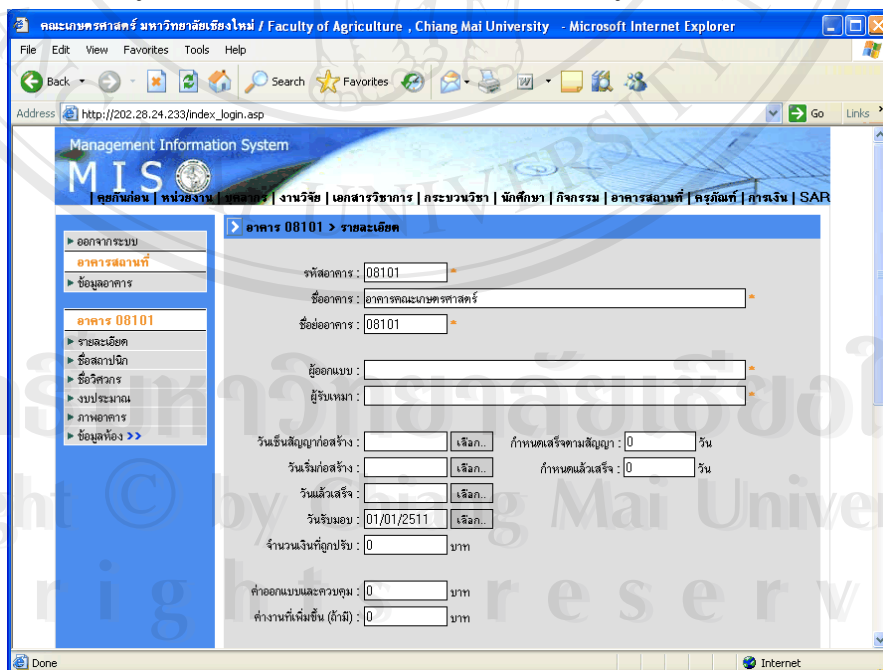 คณะเกษตรศาสตร์ มหาวิทยาลัยเชียงใหม่ / Faculty of Agriculture , Chiang Mai University - Microsoft Internet Explorer
File Edit View Favorites Tools Help
Back Search Favorites
Address http://202.28.24.233/index_login.asp Go Links
Management Information System
MIS
| คุยกันก่อน | หน่วยงาน | บุคลากร | งานวิจัย | เอกสารวิชาการ | กระบวนวิชา | นักศึกษา | กิจกรรม | อาคารสถานที่ | ครุภัณฑ์ | การเงิน | SAR
อาคาร 08101 > รายละเอียด
ออกจากระบบ
อาคารสถานที่
ข้อมูลอาคาร
อาคาร 08101
รายละเอียด
ชื่อสถาปนิก
ชื่อวิศวกร
งบประมาณ
ภาพอาคาร
ข้อมูลห้อง >>
รหัสอาคาร : 08101 *
ชื่ออาคาร : อาคารคณะเกษตรศาสตร์ *
ชื่อย่ออาคาร : 08101 *
ผู้ออกแบบ : *
ผู้รับเหมา : *
วันเซ็นสัญญาก่อสร้าง : เลือก.. กำหนดเสร็จตามสัญญา : 0 วัน
วันเริ่มก่อสร้าง : เลือก.. กำหนดแล้วเสร็จ : 0 วัน
วันแล้วเสร็จ : เลือก..
วันรับมอบ : 01/01/2511 เลือก..
จำนวนเงินที่ถูกปรับ : 0 บาท
ค่าออกแบบและควบคุม : 0 บาท
ค่างานที่เพิ่มขึ้น (ถ้ามี) : 0 บาท
Done Internet